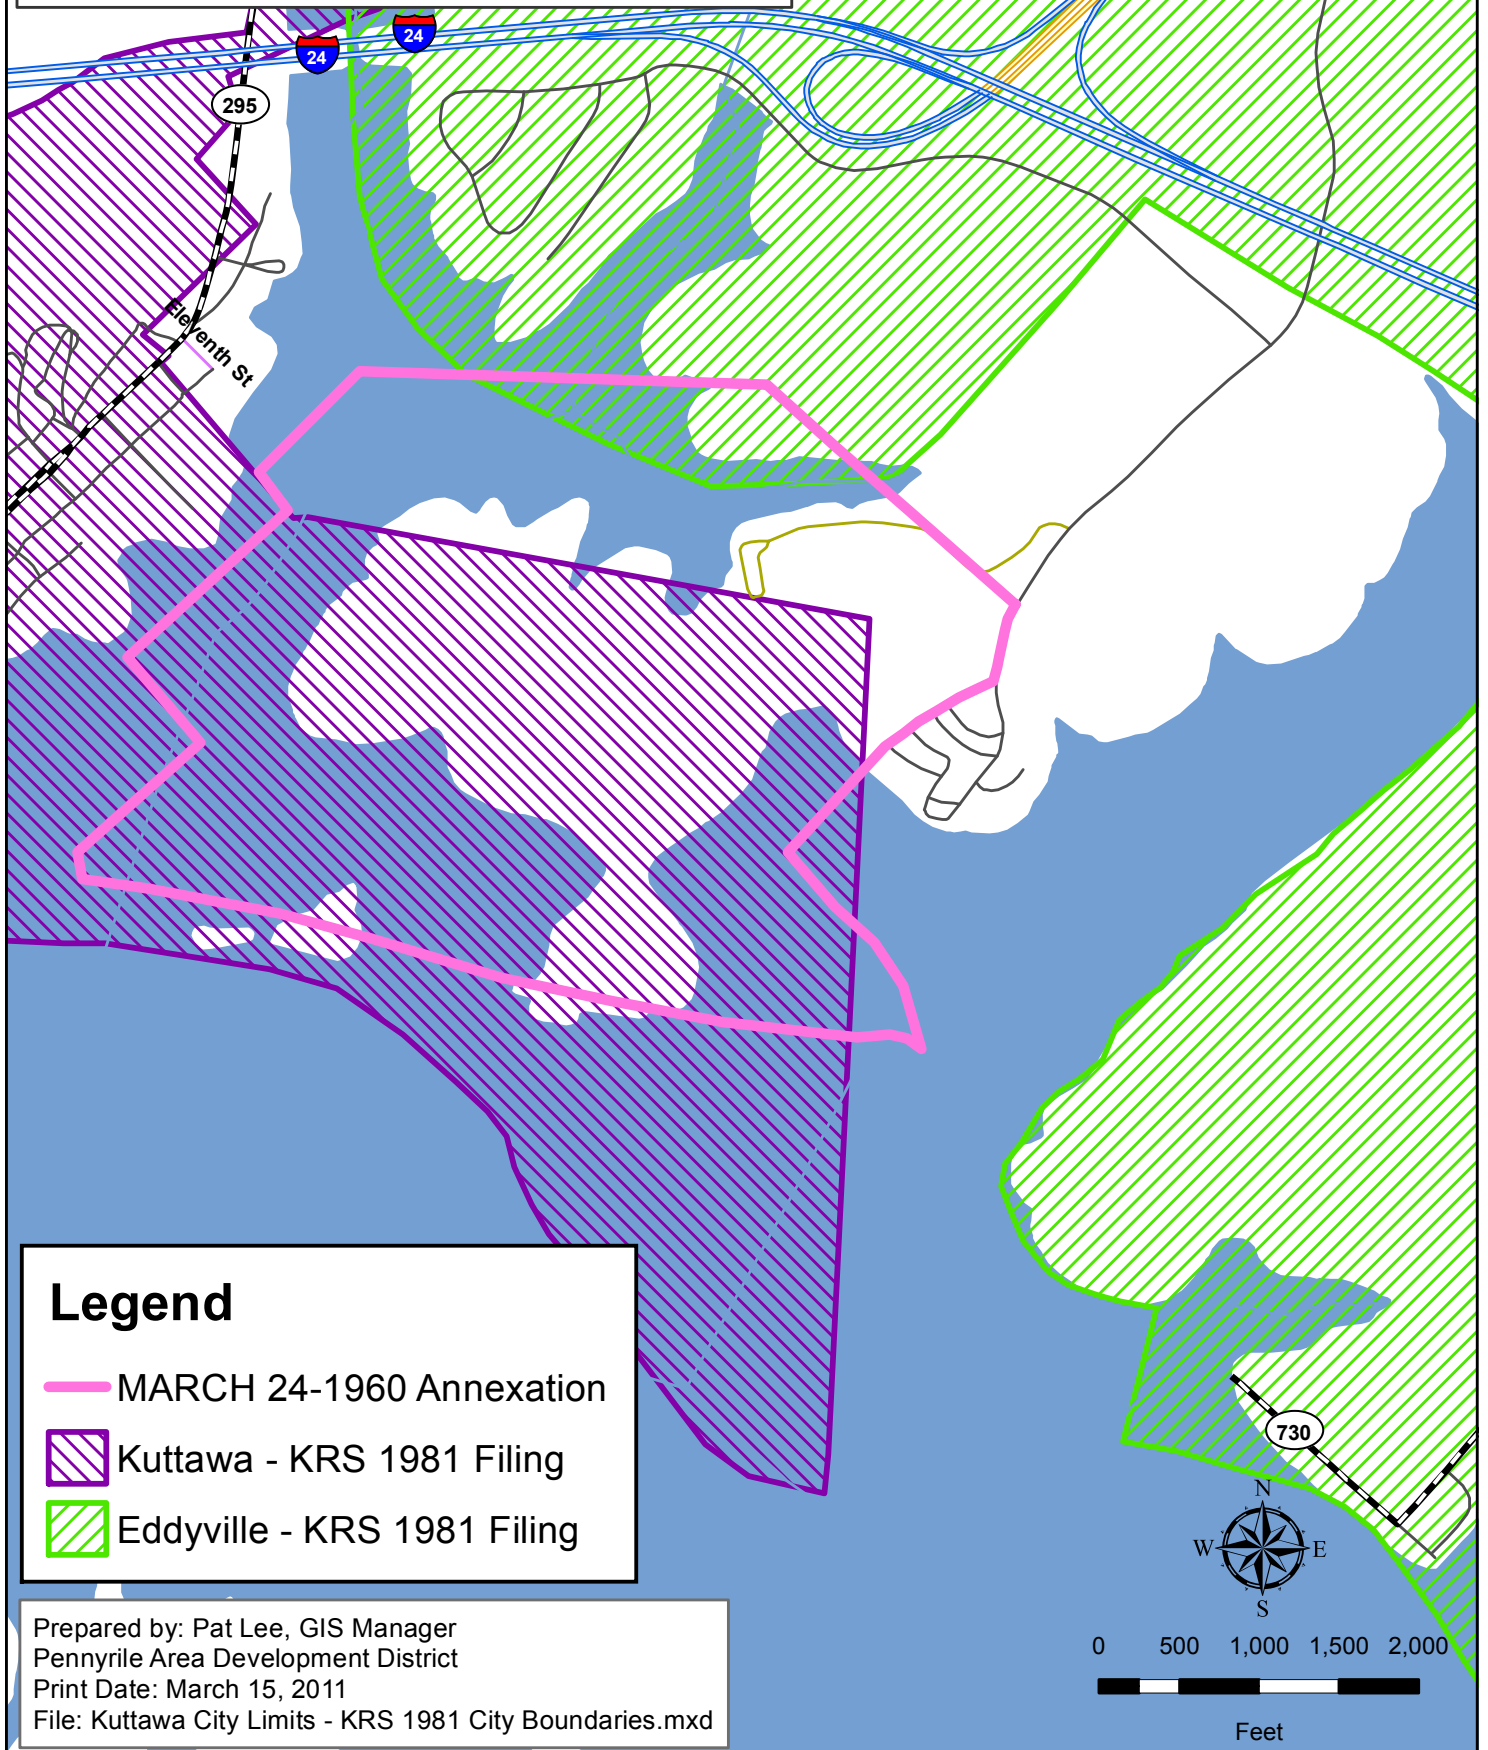 24
24
295
Eleventh St
Legend
MARCH 24-1960 Annexation
Kuttawa - KRS 1981 Filing
Eddyville - KRS 1981 Filing
730
N
W E
S
Prepared by: Pat Lee, GIS Manager
Pennyrile Area Development District
Print Date: March 15, 2011
File: Kuttawa City Limits - KRS 1981 City Boundaries.mxd
0 500 1,000 1,500 2,000
Feet